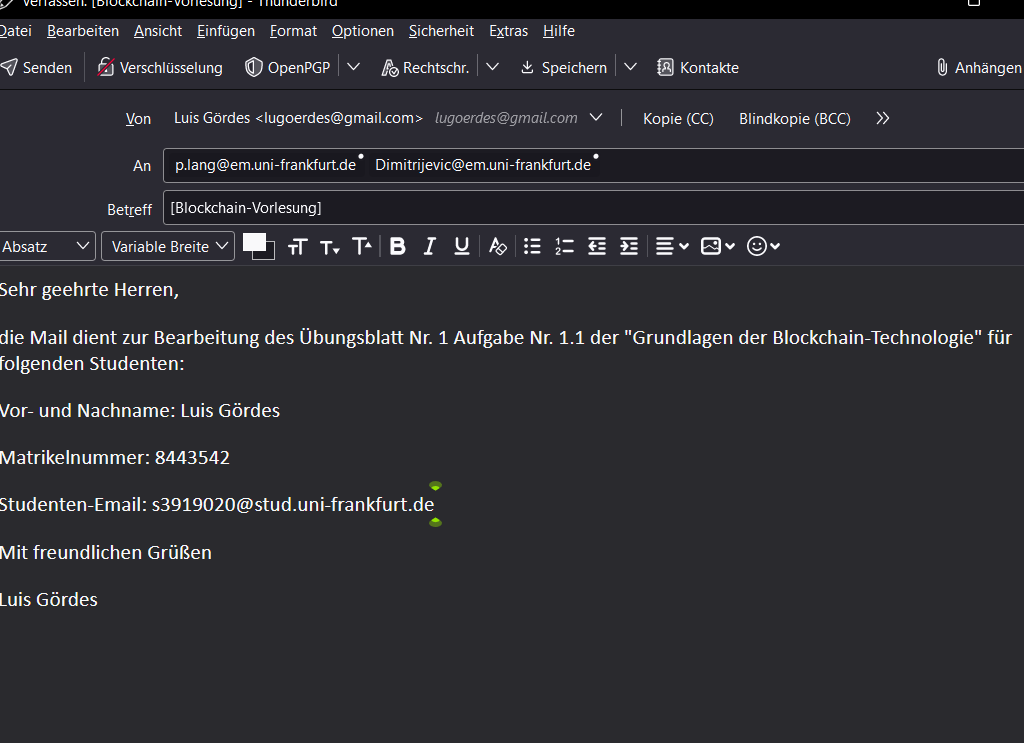 Verfassen: [Blockchain-Vorlesung] - Thunderbird
Datei Bearbeiten Ansicht Einfügen Format Optionen Sicherheit Extras Hilfe
Senden Verschlüsselung OpenPGP Rechtschr. Speichern Kontakte Anhängen
Von Luis Gördes <lugoerdes@gmail.com> lugoerdes@gmail.com Kopie (CC) Blindkopie (BCC)
An p.lang@em.uni-frankfurt.de Dimitrijevic@em.uni-frankfurt.de
Betreff [Blockchain-Vorlesung]
Absatz Variable Breite
Sehr geehrte Herren,
die Mail dient zur Bearbeitung des Übungsblatt Nr. 1 Aufgabe Nr. 1.1 der "Grundlagen der Blockchain-Technologie" für
folgenden Studenten:
Vor- und Nachname: Luis Gördes
Matrikelnummer: 8443542
Studenten-Email: s3919020@stud.uni-frankfurt.de
Mit freundlichen Grüßen
Luis Gördes